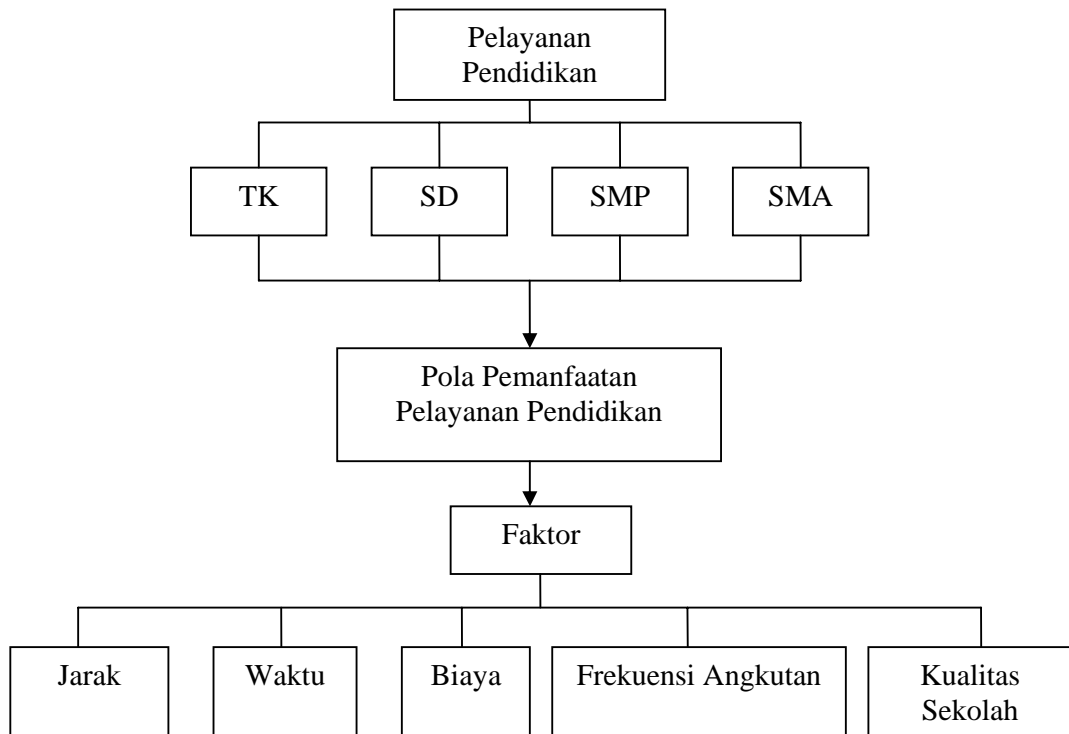 Pelayanan
Pendidikan
TK
SD
SMP
SMA
Pola Pemanfaatan
Pelayanan Pendidikan
Faktor
Jarak
Waktu
Biaya
Frekuensi Angkutan
Kualitas
Sekolah